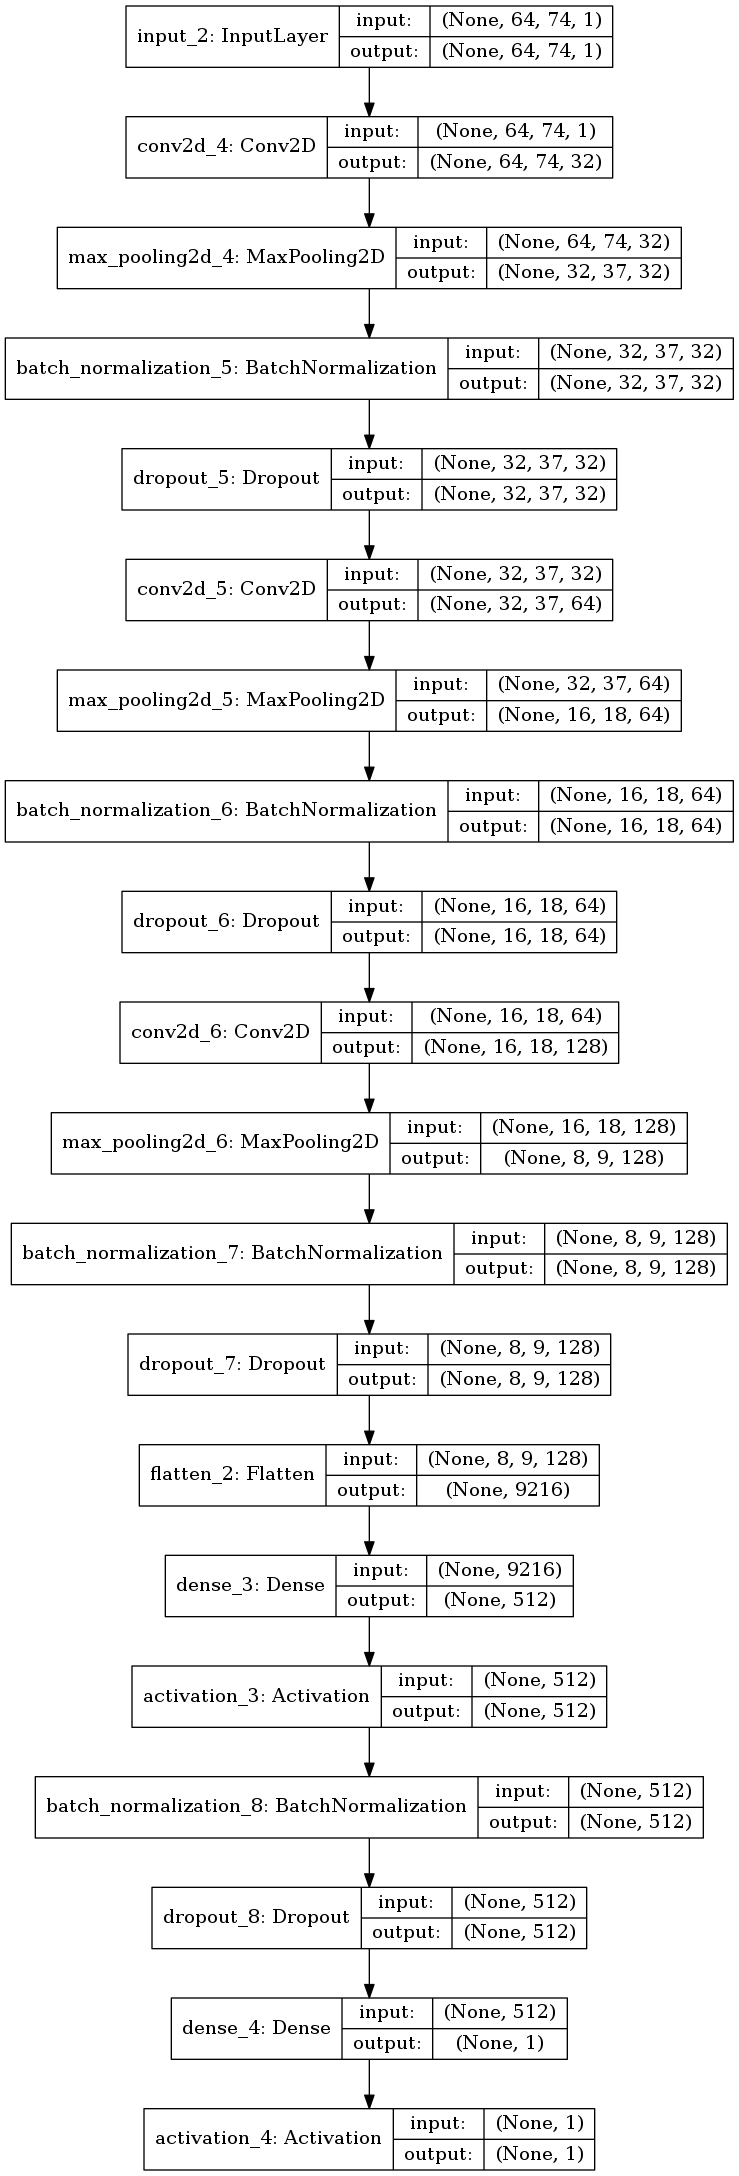 input_2: InputLayer
input: (None, 64, 74, 1)
output: (None, 64, 74, 1)
conv2d_4: Conv2D
input: (None, 64, 74, 1)
output: (None, 64, 74, 32)
max_pooling2d_4: MaxPooling2D
input: (None, 64, 74, 32)
output: (None, 32, 37, 32)
batch_normalization_5: BatchNormalization
input: (None, 32, 37, 32)
output: (None, 32, 37, 32)
dropout_5: Dropout
input: (None, 32, 37, 32)
output: (None, 32, 37, 32)
conv2d_5: Conv2D
input: (None, 32, 37, 32)
output: (None, 32, 37, 64)
max_pooling2d_5: MaxPooling2D
input: (None, 32, 37, 64)
output: (None, 16, 18, 64)
batch_normalization_6: BatchNormalization
input: (None, 16, 18, 64)
output: (None, 16, 18, 64)
dropout_6: Dropout
input: (None, 16, 18, 64)
output: (None, 16, 18, 64)
conv2d_6: Conv2D
input: (None, 16, 18, 64)
output: (None, 16, 18, 128)
max_pooling2d_6: MaxPooling2D
input: (None, 16, 18, 128)
output: (None, 8, 9, 128)
batch_normalization_7: BatchNormalization
input: (None, 8, 9, 128)
output: (None, 8, 9, 128)
dropout_7: Dropout
input: (None, 8, 9, 128)
output: (None, 8, 9, 128)
flatten_2: Flatten
input: (None, 8, 9, 128)
output: (None, 9216)
dense_3: Dense
input: (None, 9216)
output: (None, 512)
activation_3: Activation
input: (None, 512)
output: (None, 512)
batch_normalization_8: BatchNormalization
input: (None, 512)
output: (None, 512)
dropout_8: Dropout
input: (None, 512)
output: (None, 512)
dense_4: Dense
input: (None, 512)
output: (None, 1)
activation_4: Activation
input: (None, 1)
output: (None, 1)